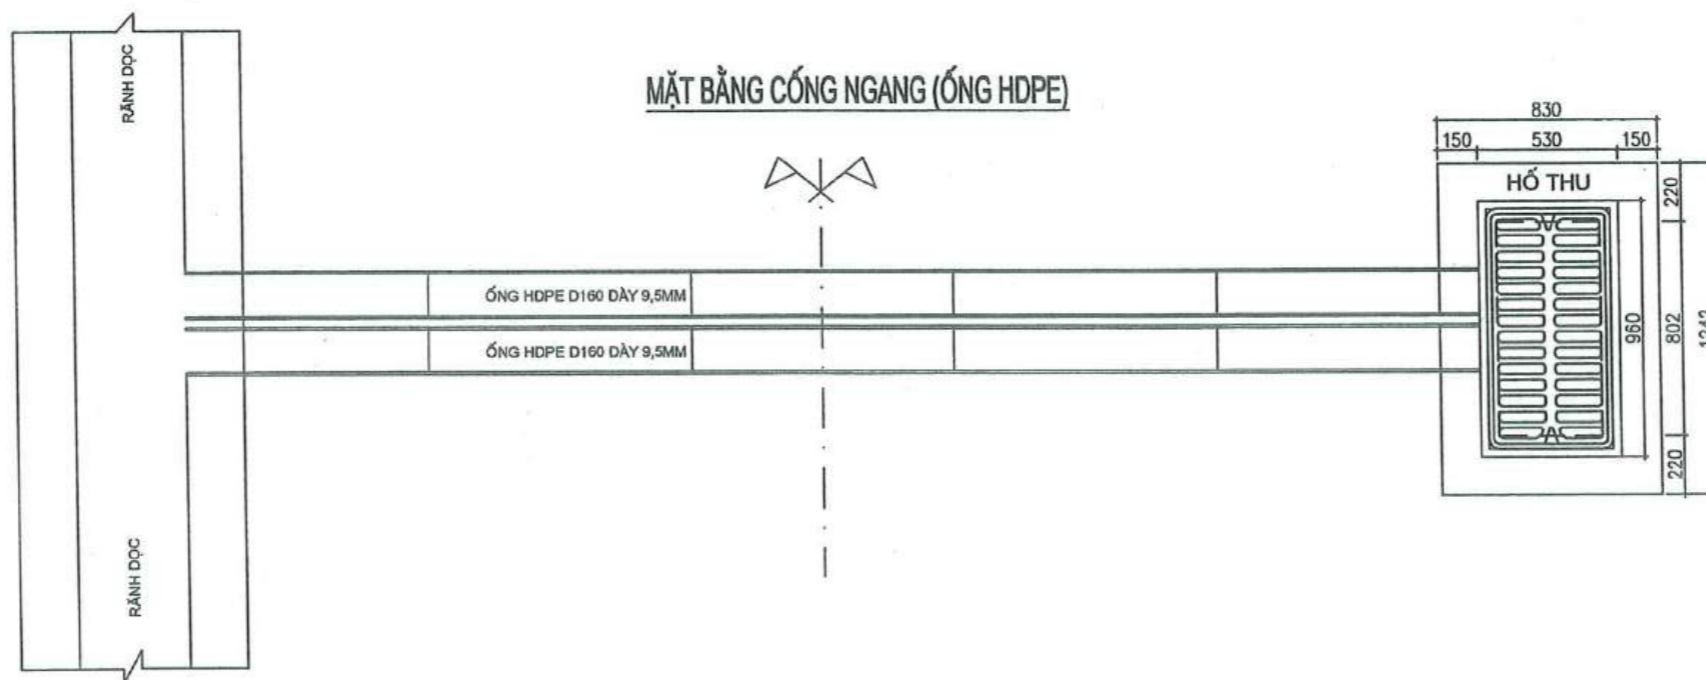 RÃNH DỌC
MẶT BẰNG CỐNG NGANG (ỐNG HDPE)
830
150 530 150
HỐ THU
220
ỐNG HDPE D160 DÀY 9,5MM
ỐNG HDPE D160 DÀY 9,5MM
960
802
220
RÃNH DỌC